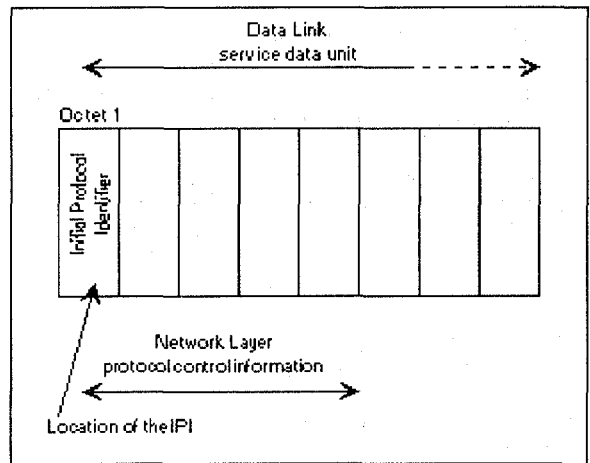 Data Link
service data unit
Octet 1
Initial Protocol
Identifier
Network Layer
protocol control information
Location of the IPI